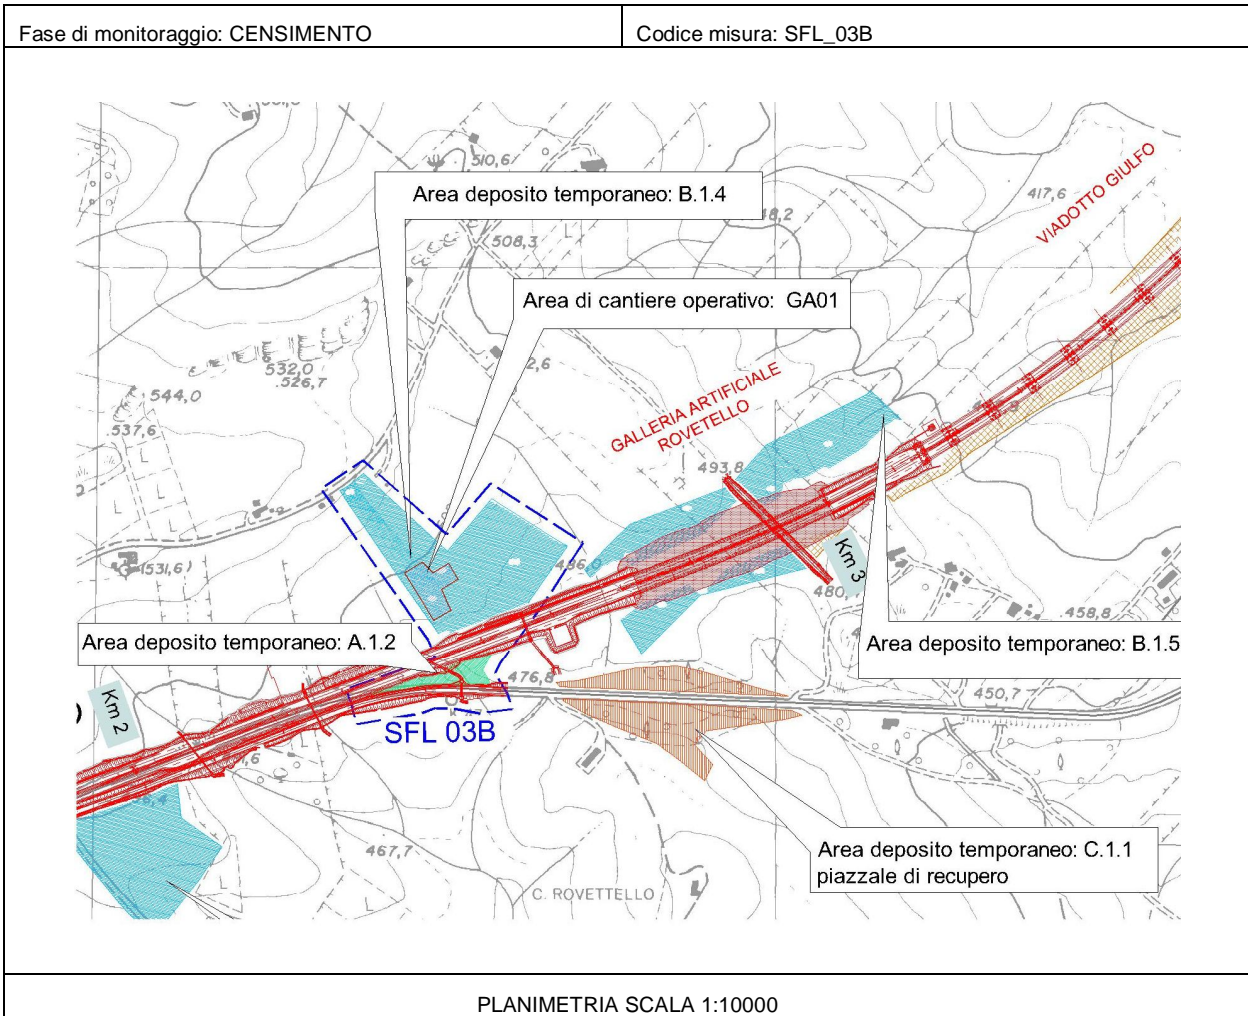 Fase di monitoraggio: CENSIMENTO
Codice misura: SFL_03B
510,6
Area deposito temporaneo: B.1.4
417,6
VIADOTTO GIULFO
508,3
Area di cantiere operativo: GA01
532,0
526,7
544,0
537,6
GALLERIA ARTIFICIALE
ROVETELLO
493,8
531,6
486,0
Km 3
480,
458,8
Area deposito temporaneo: A.1.2
Area deposito temporaneo: B.1.5
476,8
450,7
Km 2
SFL 03B
467,7
Area deposito temporaneo: C.1.1
piazzale di recupero
C. ROVETTELLO
PLANIMETRIA SCALA 1:10000